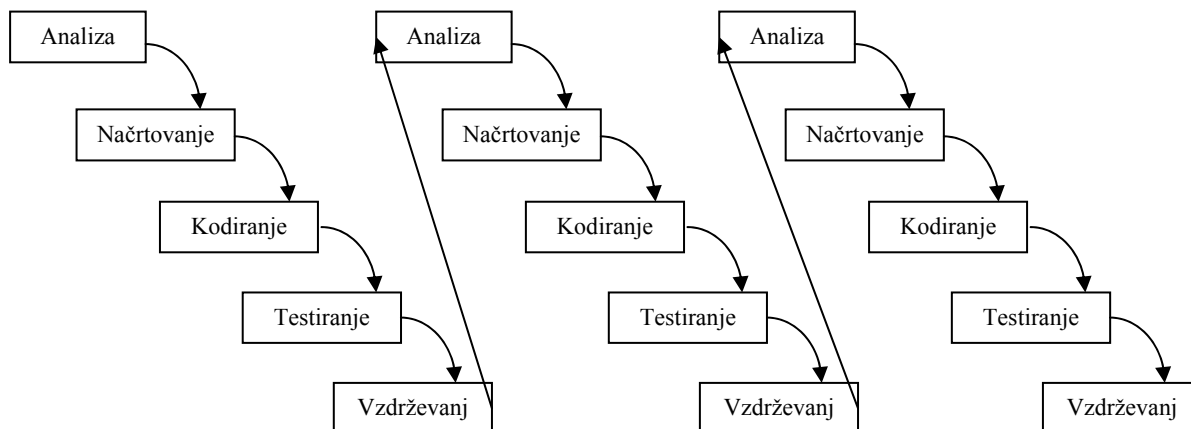 Analiza
Načrtovanje
Kodiranje
Testiranje
Vzdrževanj
Analiza
Načrtovanje
Kodiranje
Testiranje
Vzdrževanj
Analiza
Načrtovanje
Kodiranje
Testiranje
Vzdrževanj